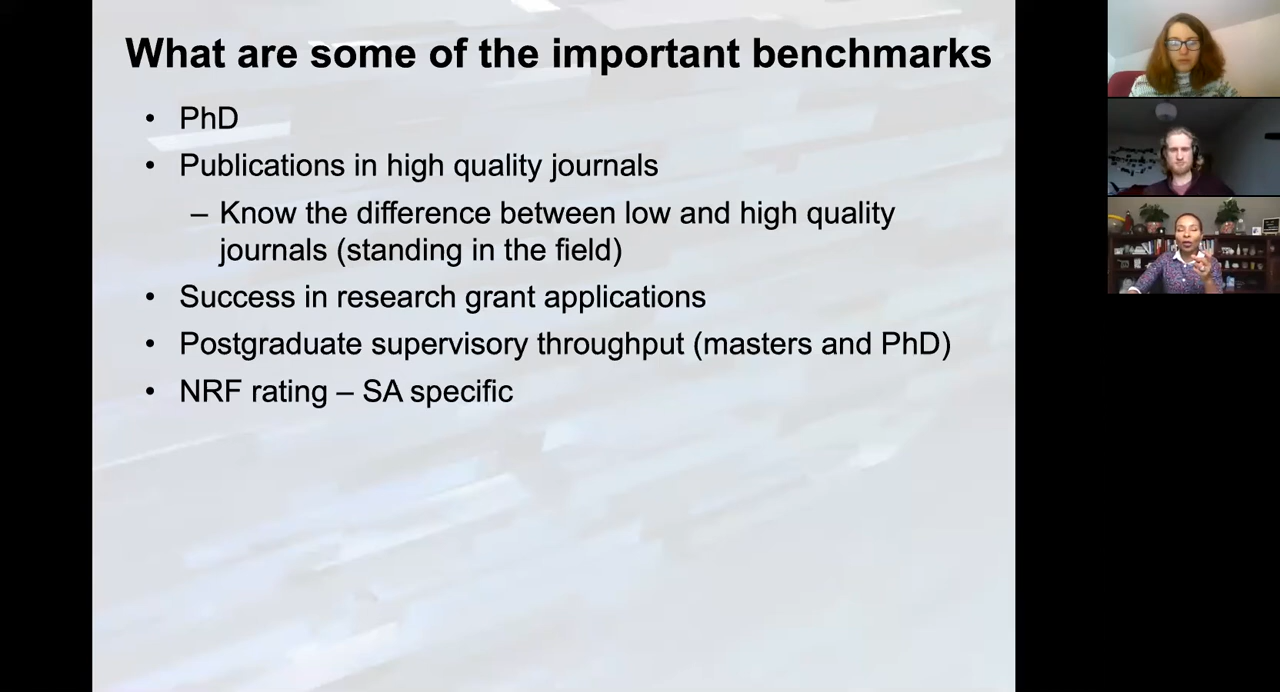 What are some of the important benchmarks
• PhD
• Publications in high quality journals
– Know the difference between low and high quality
journals (standing in the field)
• Success in research grant applications
• Postgraduate supervisory throughput (masters and PhD)
• NRF rating – SA specific